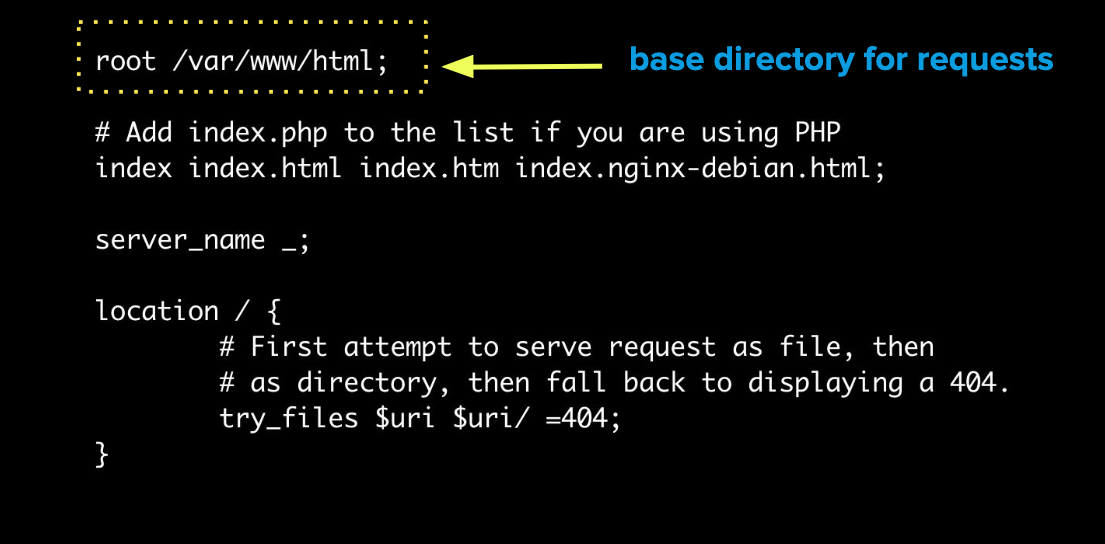 root /var/www/html;
base directory for requests
# Add index.php to the list if you are using PHP
index index.html index.htm index.nginx-debian.html;
server_name _;
location / {
# First attempt to serve request as file, then
# as directory, then fall back to displaying a 404.
try_files $uri $uri/ =404;
}